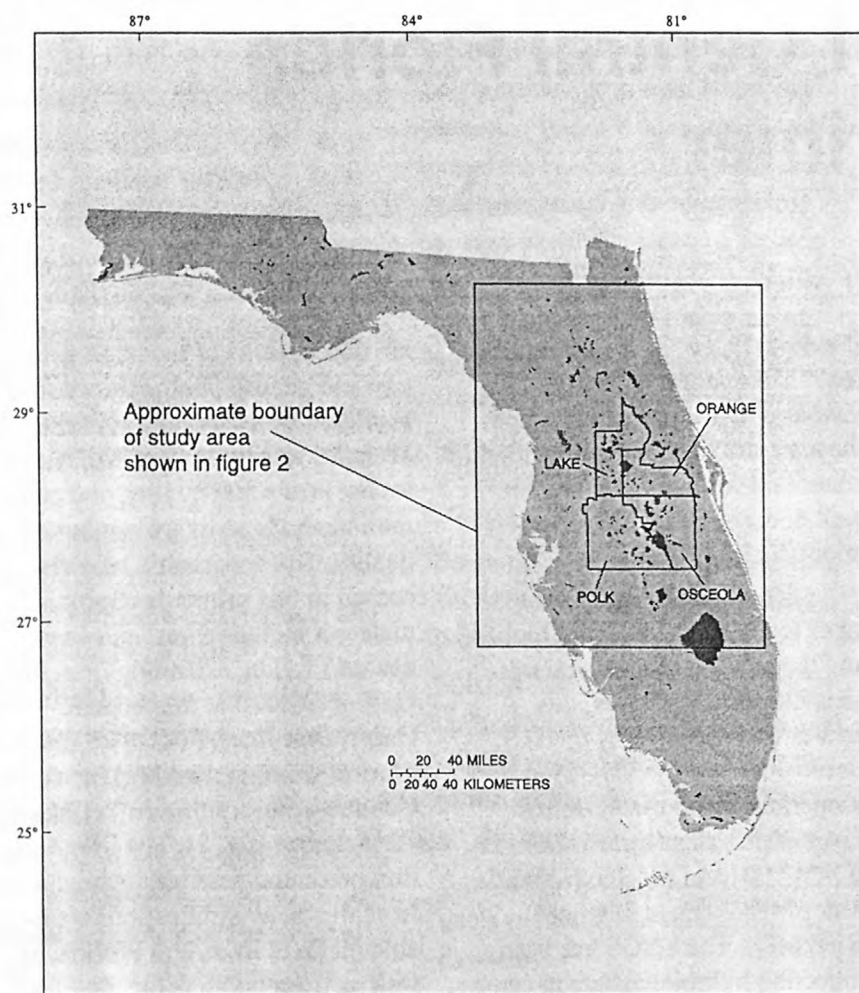 87° 84° 81°
31°
29°
Approximate boundary
of study area
shown in figure 2
ORANGE
LAKE
POLK
OSCEOLA
27°
0 20 40 MILES
0 20 40 40 KILOMETERS
25°